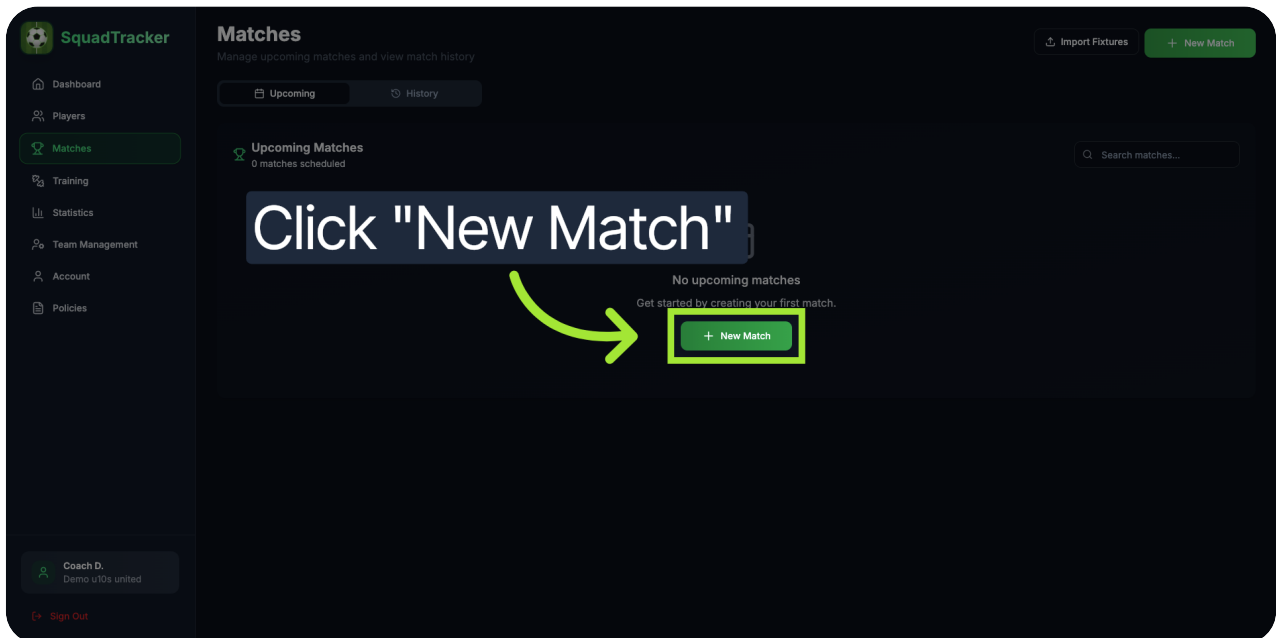 SquadTracker
Dashboard
Players
Matches
Training
Statistics
Team Management
Account
Policies
Coach D.
Demo u10s united
Sign Out
Matches
Manage upcoming matches and view match history
Import Fixtures
New Match
Upcoming
History
Upcoming Matches
0 matches scheduled
Search matches...
Click "New Match"
No upcoming matches
Get started by creating your first match.
New Match